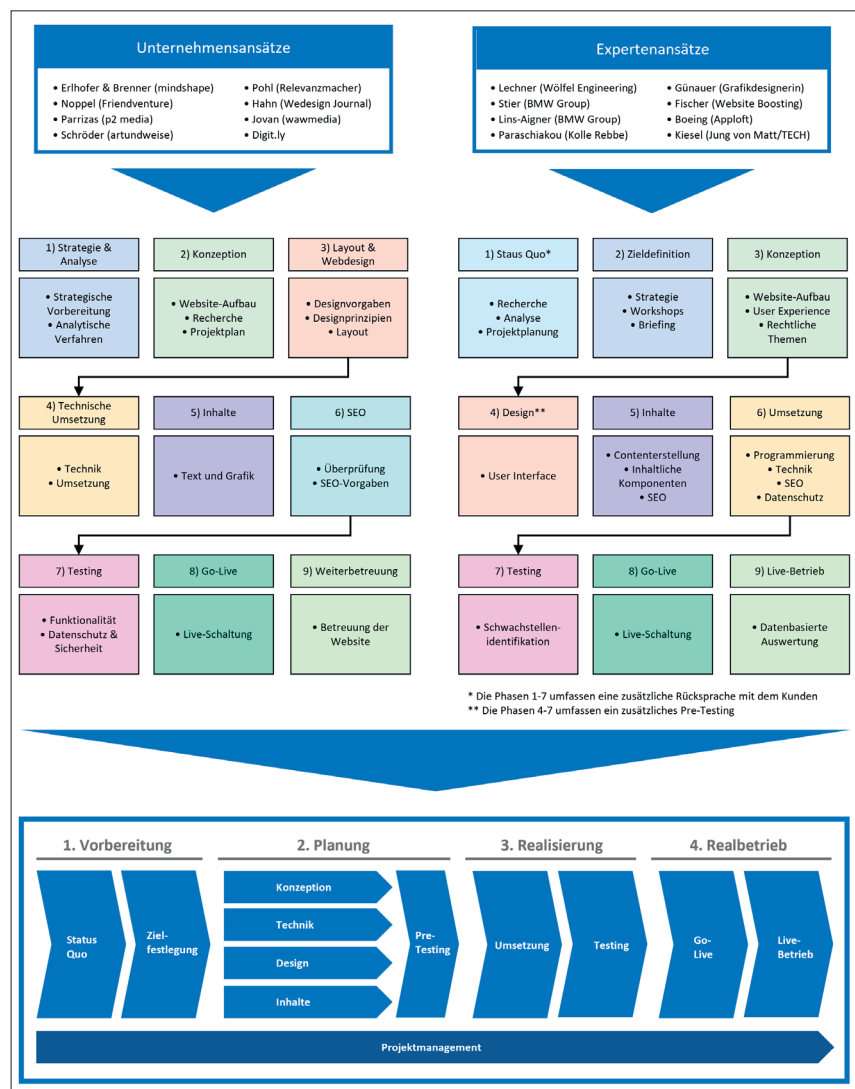 Unternehmensansätze
• Erlhofer & Brenner (mindshape)
• Noppel (Friendventure)
• Parrizas (p2 media)
• Schröder (artundweise)
• Pohl (Relevanzmacher)
• Hahn (Wedesign Journal)
• Jovan (wawmedia)
• Digit.ly
Expertenansätze
• Lechner (Wölfel Engineering)
• Stier (BMW Group)
• Lins-Aigner (BMW Group)
• Paraschiakou (Kolle Rebbe)
• Günauer (Grafikdesignerin)
• Fischer (Website Boosting)
• Boeing (Apploft)
• Kiesel (Jung von Matt/TECH)
1) Strategie &
Analyse
• Strategische
Vorbereitung
• Analytische
Verfahren
2) Konzeption
• Website-Aufbau
• Recherche
• Projektplan
3) Layout &
Webdesign
• Designvorgaben
• Designprinzipien
• Layout
4) Technische
Umsetzung
• Technik
• Umsetzung
5) Inhalte
• Text und Grafik
6) SEO
• Überprüfung
• SEO-Vorgaben
7) Testing
• Funktionalität
• Datenschutz &
Sicherheit
8) Go-Live
• Live-Schaltung
9) Weiterbetreuung
• Betreuung der
Website
1) Staus Quo*
• Recherche
• Analyse
• Projektplanung
2) Zieldefinition
• Strategie
• Workshops
• Briefing
3) Konzeption
• Website-Aufbau
• User Experience
• Rechtliche
Themen
4) Design**
• User Interface
5) Inhalte
• Contenterstellung
• Inhaltliche
Komponenten
• SEO
6) Umsetzung
• Programmierung
• Technik
• SEO
• Datenschutz
7) Testing
• Schwachstellen-
identifikation
8) Go-Live
• Live-Schaltung
9) Live-Betrieb
• Datenbasierte
Auswertung
* Die Phasen 1-7 umfassen eine zusätzliche Rücksprache mit dem Kunden
** Die Phasen 4-7 umfassen ein zusätzliches Pre-Testing
1. Vorbereitung
Status
Quo
Ziel-
festlegung
2. Planung
Konzeption
Technik
Design
Inhalte
Pre-
Testing
3. Realisierung
Umsetzung
Testing
4. Realbetrieb
Go-
Live
Live-
Betrieb
Projektmanagement